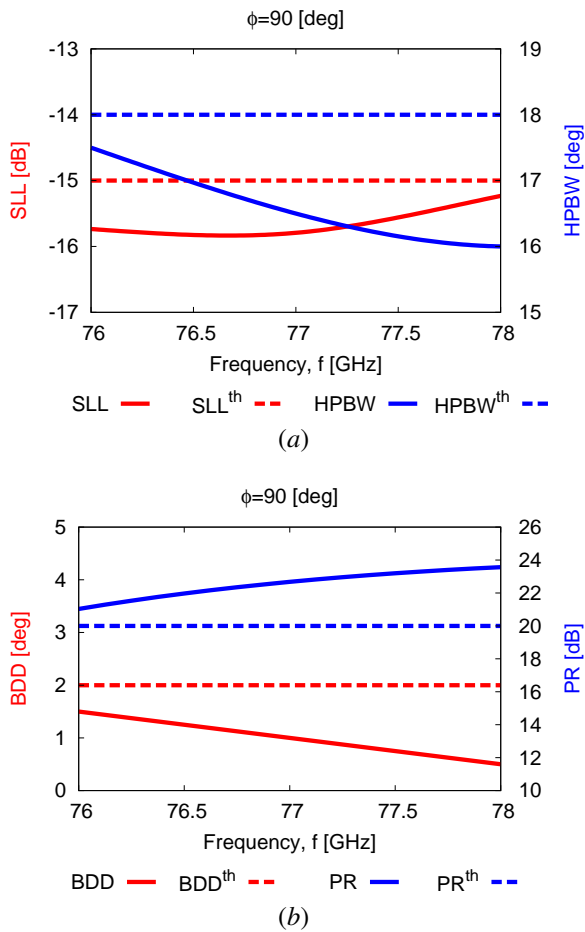 ϕ=90 [deg]
-13
-14
-15
-16
-17
SLL [dB]
19
18
17
16
15
HPBW [deg]
76 76.5 77 77.5 78
Frequency, f [GHz]
SLL SLL^th HPBW HPBW^th
(a)
ϕ=90 [deg]
5
4
3
2
1
0
BDD [deg]
26
24
22
20
18
16
14
12
10
PR [dB]
76 76.5 77 77.5 78
Frequency, f [GHz]
BDD BDD^th PR PR^th
(b)